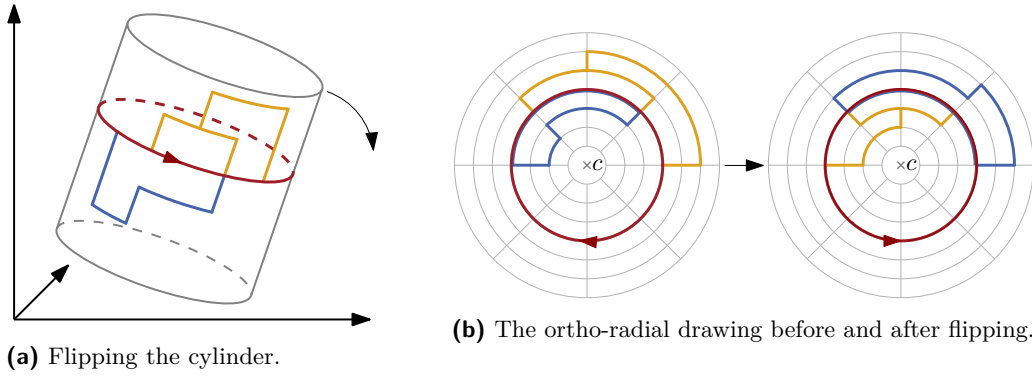 ×c
×c
(a) Flipping the cylinder.
(b) The ortho-radial drawing before and after flipping.